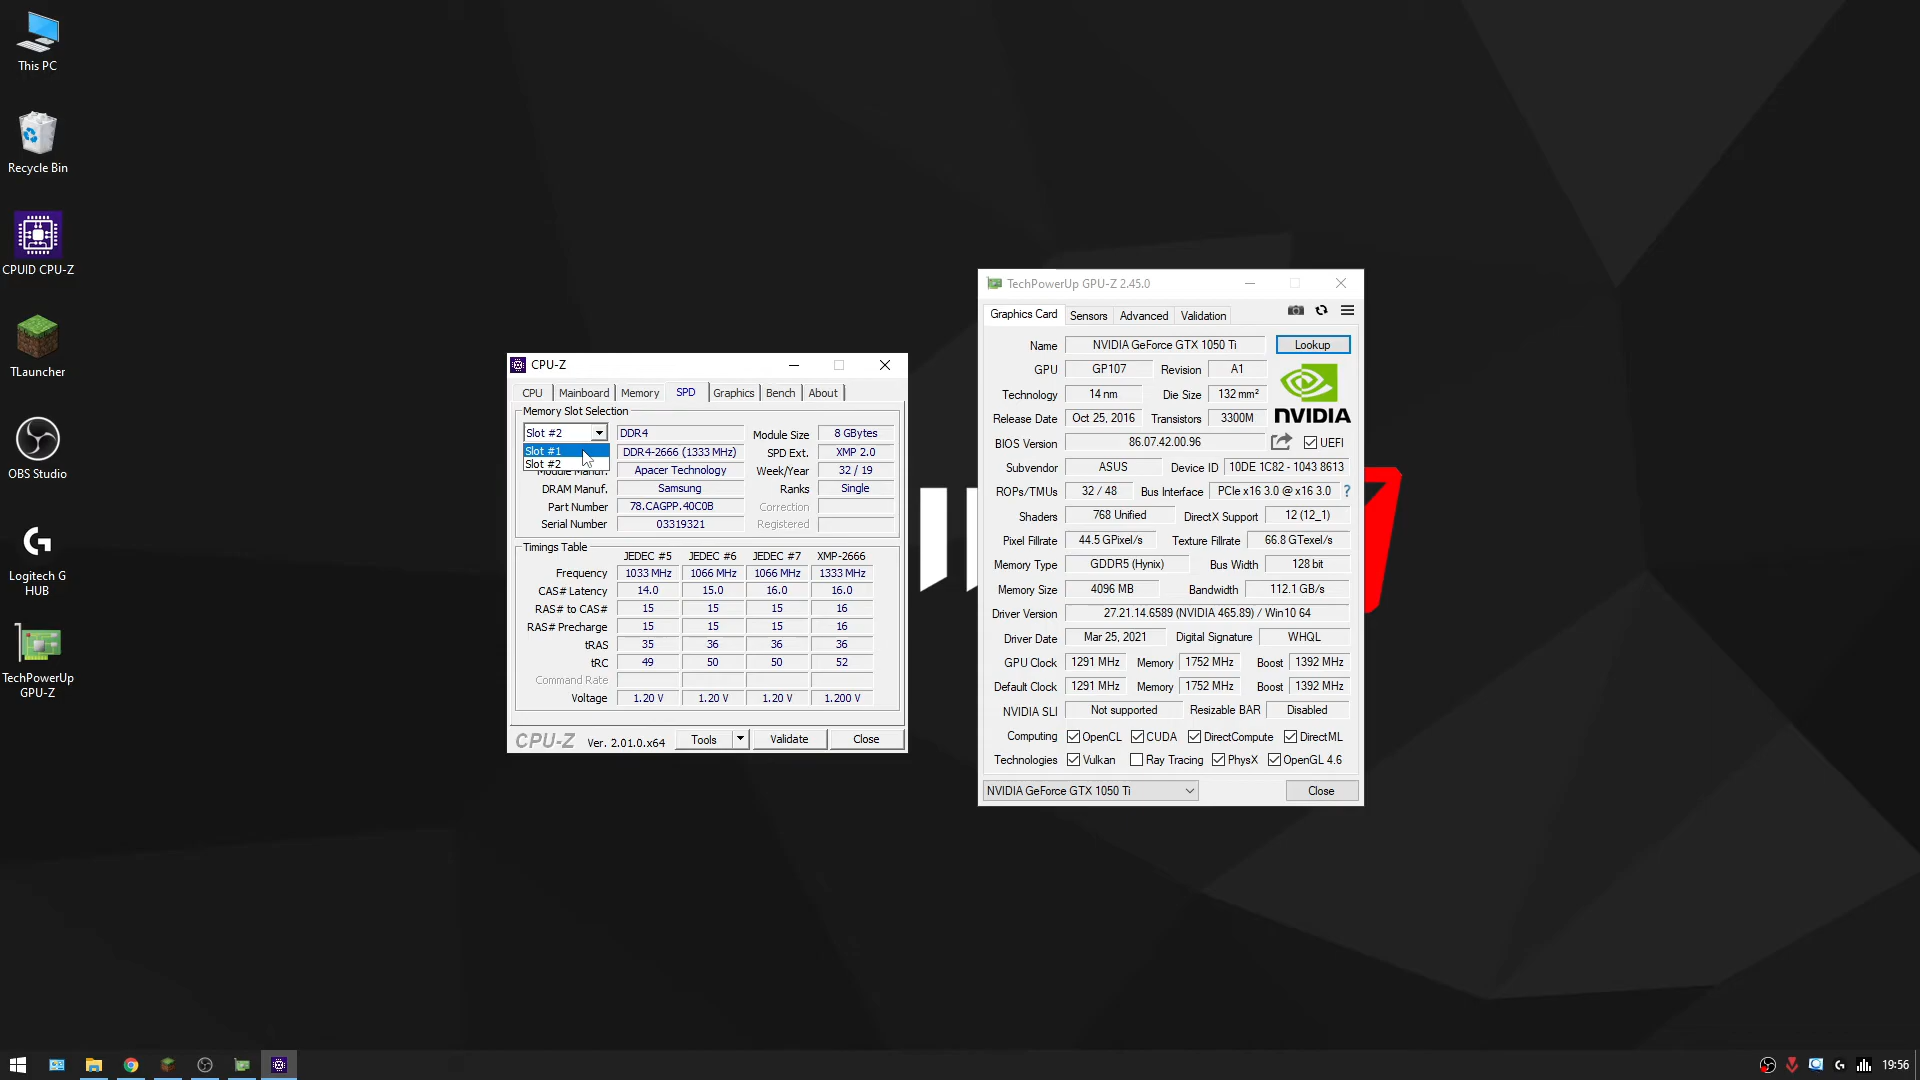 This PC
Recycle Bin
CPUID CPU-Z
TLauncher
OBS Studio
Logitech G
HUB
TechPowerUp
GPU-Z
CPU-Z
CPU Mainboard Memory SPD Graphics Bench About
Memory Slot Selection
Slot #2 DDR4 Module Size 8 GBytes
Slot #1 DDR4-2666 (1333 MHz) SPD Ext. XMP 2.0
Slot #2
Module Manuf. Apacer Technology Week/Year 32 / 19
DRAM Manuf. Samsung Ranks Single
Part Number 78.CAGPP.40C0B Correction
Serial Number 03319321 Registered
Timings Table
JEDEC #5 JEDEC #6 JEDEC #7 XMP-2666
Frequency 1033 MHz 1066 MHz 1066 MHz 1333 MHz
CAS# Latency 14.0 15.0 16.0 16.0
RAS# to CAS# 15 15 15 16
RAS# Precharge 15 15 15 16
tRAS 35 36 36 36
tRC 49 50 50 52
Command Rate
Voltage 1.20 V 1.20 V 1.20 V 1.200 V
CPU-Z Ver. 2.01.0.x64 Tools Validate Close
TechPowerUp GPU-Z 2.45.0
Graphics Card Sensors Advanced Validation
Name NVIDIA GeForce GTX 1050 Ti Lookup
GPU GP107 Revision A1
Technology 14 nm Die Size 132 mm²
Release Date Oct 25, 2016 Transistors 3300M
NVIDIA
BIOS Version 86.07.42.00.96 UEFI
Subvendor ASUS Device ID 10DE 1C82 - 1043 8613
ROPs/TMUs 32 / 48 Bus Interface PCIe x16 3.0 @ x16 3.0 ?
Shaders 768 Unified DirectX Support 12 (12_1)
Pixel Fillrate 44.5 GPixel/s Texture Fillrate 66.8 GTexel/s
Memory Type GDDR5 (Hynix) Bus Width 128 bit
Memory Size 4096 MB Bandwidth 112.1 GB/s
Driver Version 27.21.14.6589 (NVIDIA 465.89) / Win10 64
Driver Date Mar 25, 2021 Digital Signature WHQL
GPU Clock 1291 MHz Memory 1752 MHz Boost 1392 MHz
Default Clock 1291 MHz Memory 1752 MHz Boost 1392 MHz
NVIDIA SLI Not supported Resizable BAR Disabled
Computing OpenCL CUDA DirectCompute DirectML
Technologies Vulkan Ray Tracing PhysX OpenGL 4.6
NVIDIA GeForce GTX 1050 Ti Close
19:56